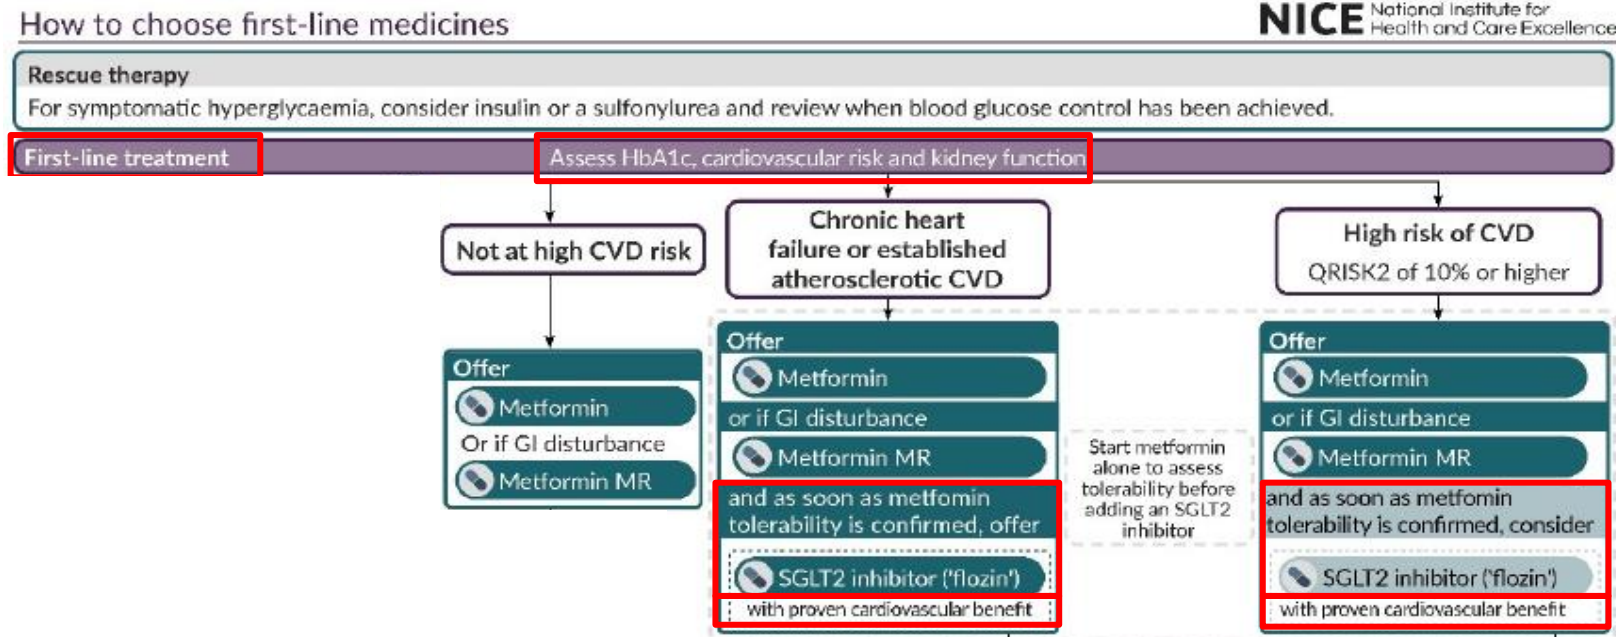 How to choose first-line medicines
NICE National Institute for
Health and Care Excellence
Rescue therapy
For symptomatic hyperglycaemia, consider insulin or a sulfonylurea and review when blood glucose control has been achieved.
First-line treatment
Assess HbA1c, cardiovascular risk and kidney function
Not at high CVD risk
Offer
Metformin
Or if GI disturbance
Metformin MR
Chronic heart
failure or established
atherosclerotic CVD
Offer
Metformin
or if GI disturbance
Metformin MR
and as soon as metfomin
tolerability is confirmed, offer
SGLT2 inhibitor ('flozin')
with proven cardiovascular benefit
Start metformin
alone to assess
tolerability before
adding an SGLT2
inhibitor
High risk of CVD
QRISK2 of 10% or higher
Offer
Metformin
or if GI disturbance
Metformin MR
and as soon as metfomin
tolerability is confirmed, consider
SGLT2 inhibitor ('flozin')
with proven cardiovascular benefit